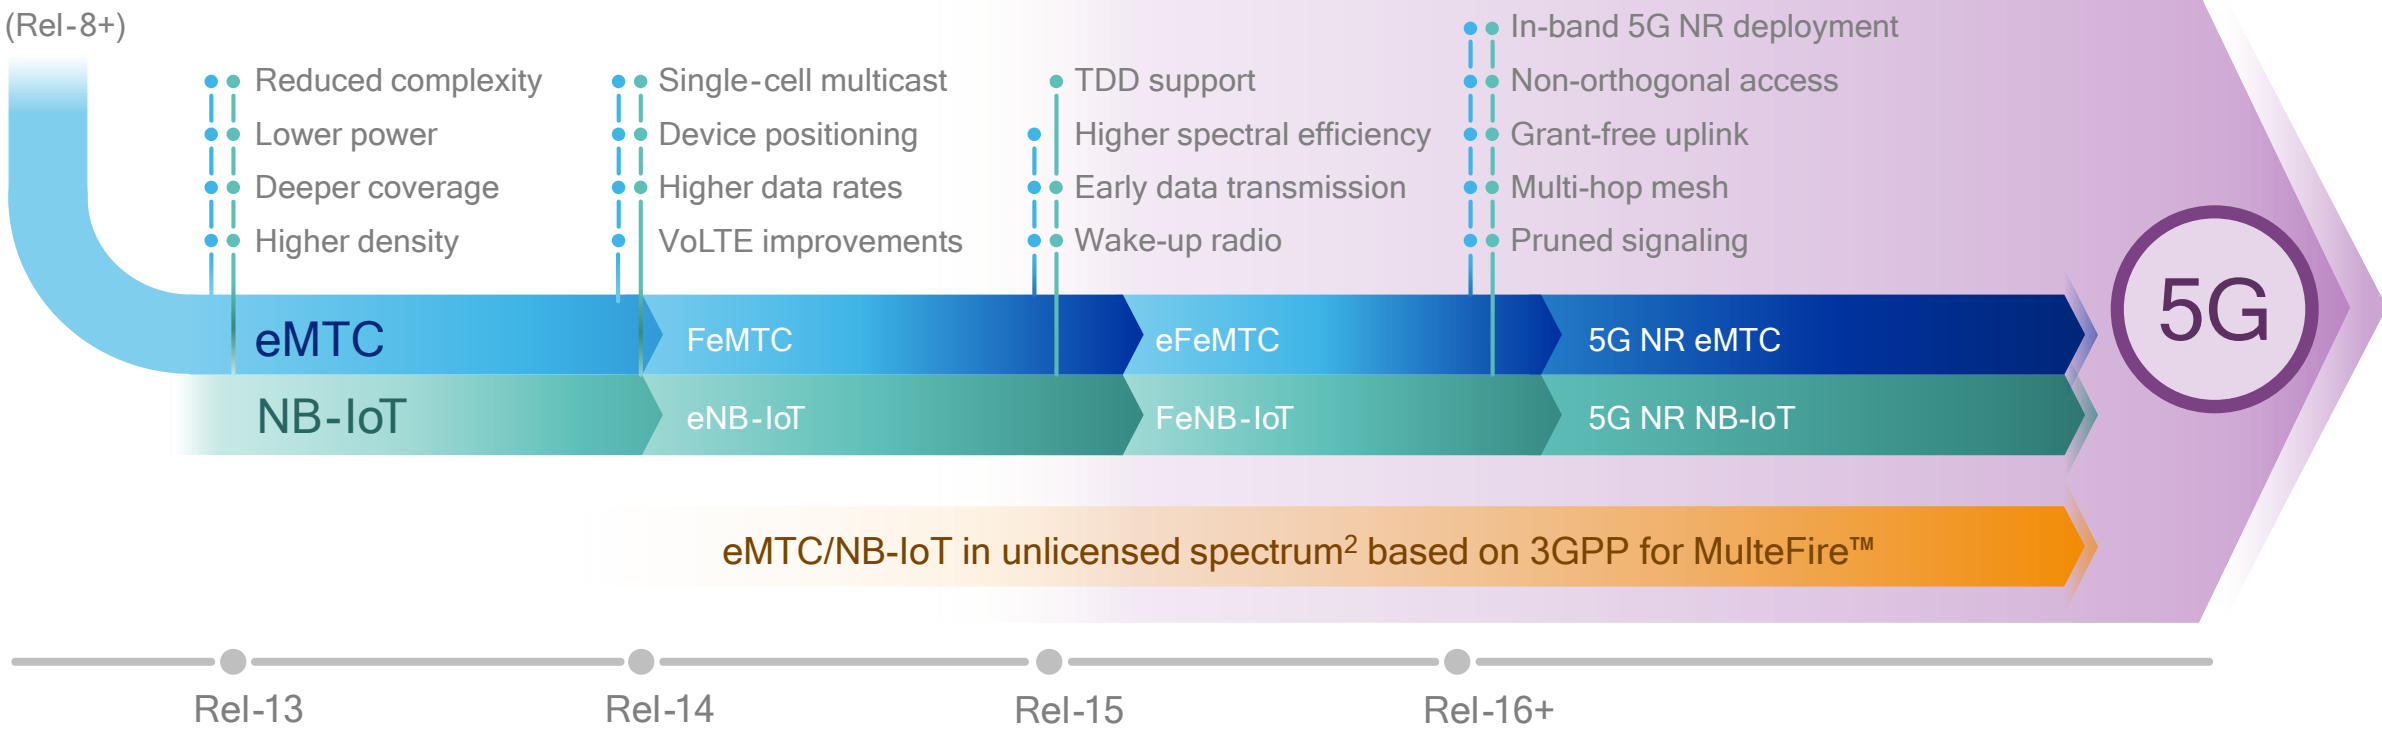 (Rel-8+)
Reduced complexity
Lower power
Deeper coverage
Higher density
Single-cell multicast
Device positioning
Higher data rates
VoLTE improvements
TDD support
Higher spectral efficiency
Early data transmission
Wake-up radio
In-band 5G NR deployment
Non-orthogonal access
Grant-free uplink
Multi-hop mesh
Pruned signaling
eMTC
FeMTC
eFeMTC
5G NR eMTC
NB-IoT
eNB-IoT
FeNB-IoT
5G NR NB-IoT
5G
eMTC/NB-IoT in unlicensed spectrum² based on 3GPP for MulteFire™
Rel-13
Rel-14
Rel-15
Rel-16+